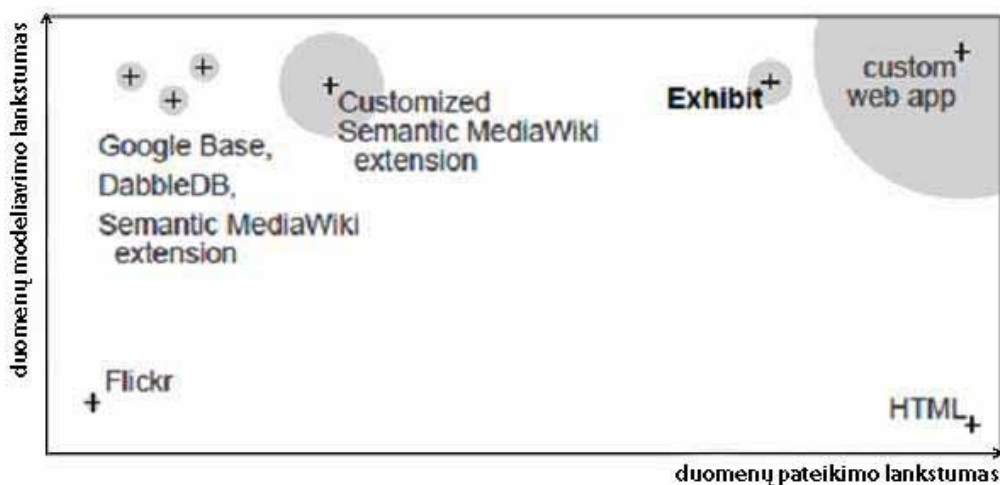 duomenų modeliavimo lankstumas
custom
web app
Exhibit
Customized
Semantic MediaWiki
extension
Google Base,
DabbleDB,
Semantic MediaWiki
extension
Flickr
HTML
duomenų pateikimo lankstumas